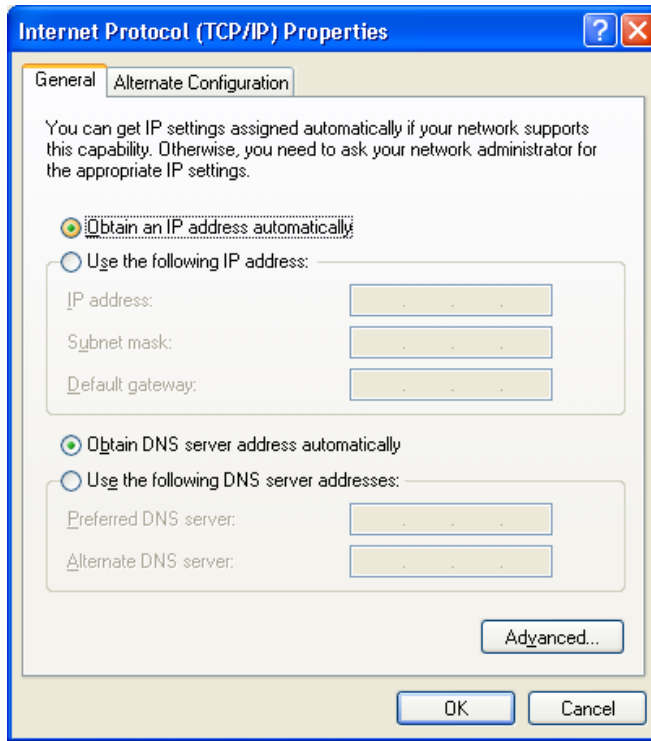 Internet Protocol (TCP/IP) Properties
General
Alternate Configuration
You can get IP settings assigned automatically if your network supports
this capability. Otherwise, you need to ask your network administrator for
the appropriate IP settings.
Obtain an IP address automatically
Use the following IP address:
IP address:
Subnet mask:
Default gateway:
Obtain DNS server address automatically
Use the following DNS server addresses:
Preferred DNS server:
Alternate DNS server:
Advanced...
OK
Cancel